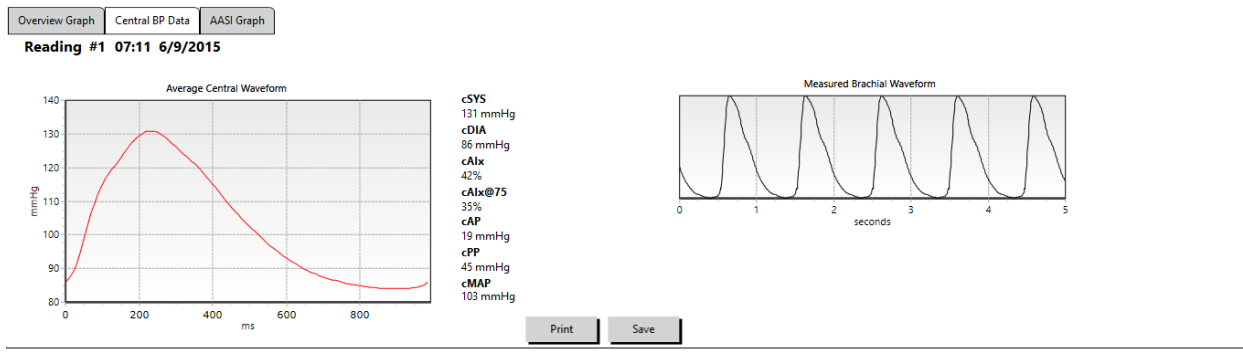 Overview Graph Central BP Data AASI Graph
Reading #1 07:11 6/9/2015
Average Central Waveform
140
130
120
110
100
90
80
mmHg
0 200 400 600 800
ms
cSYS
131 mmHg
cDIA
86 mmHg
cAIx
42%
cAIx@75
35%
cAP
19 mmHg
cPP
45 mmHg
cMAP
103 mmHg
Measured Brachial Waveform
0 1 2 3 4 5
seconds
Print Save